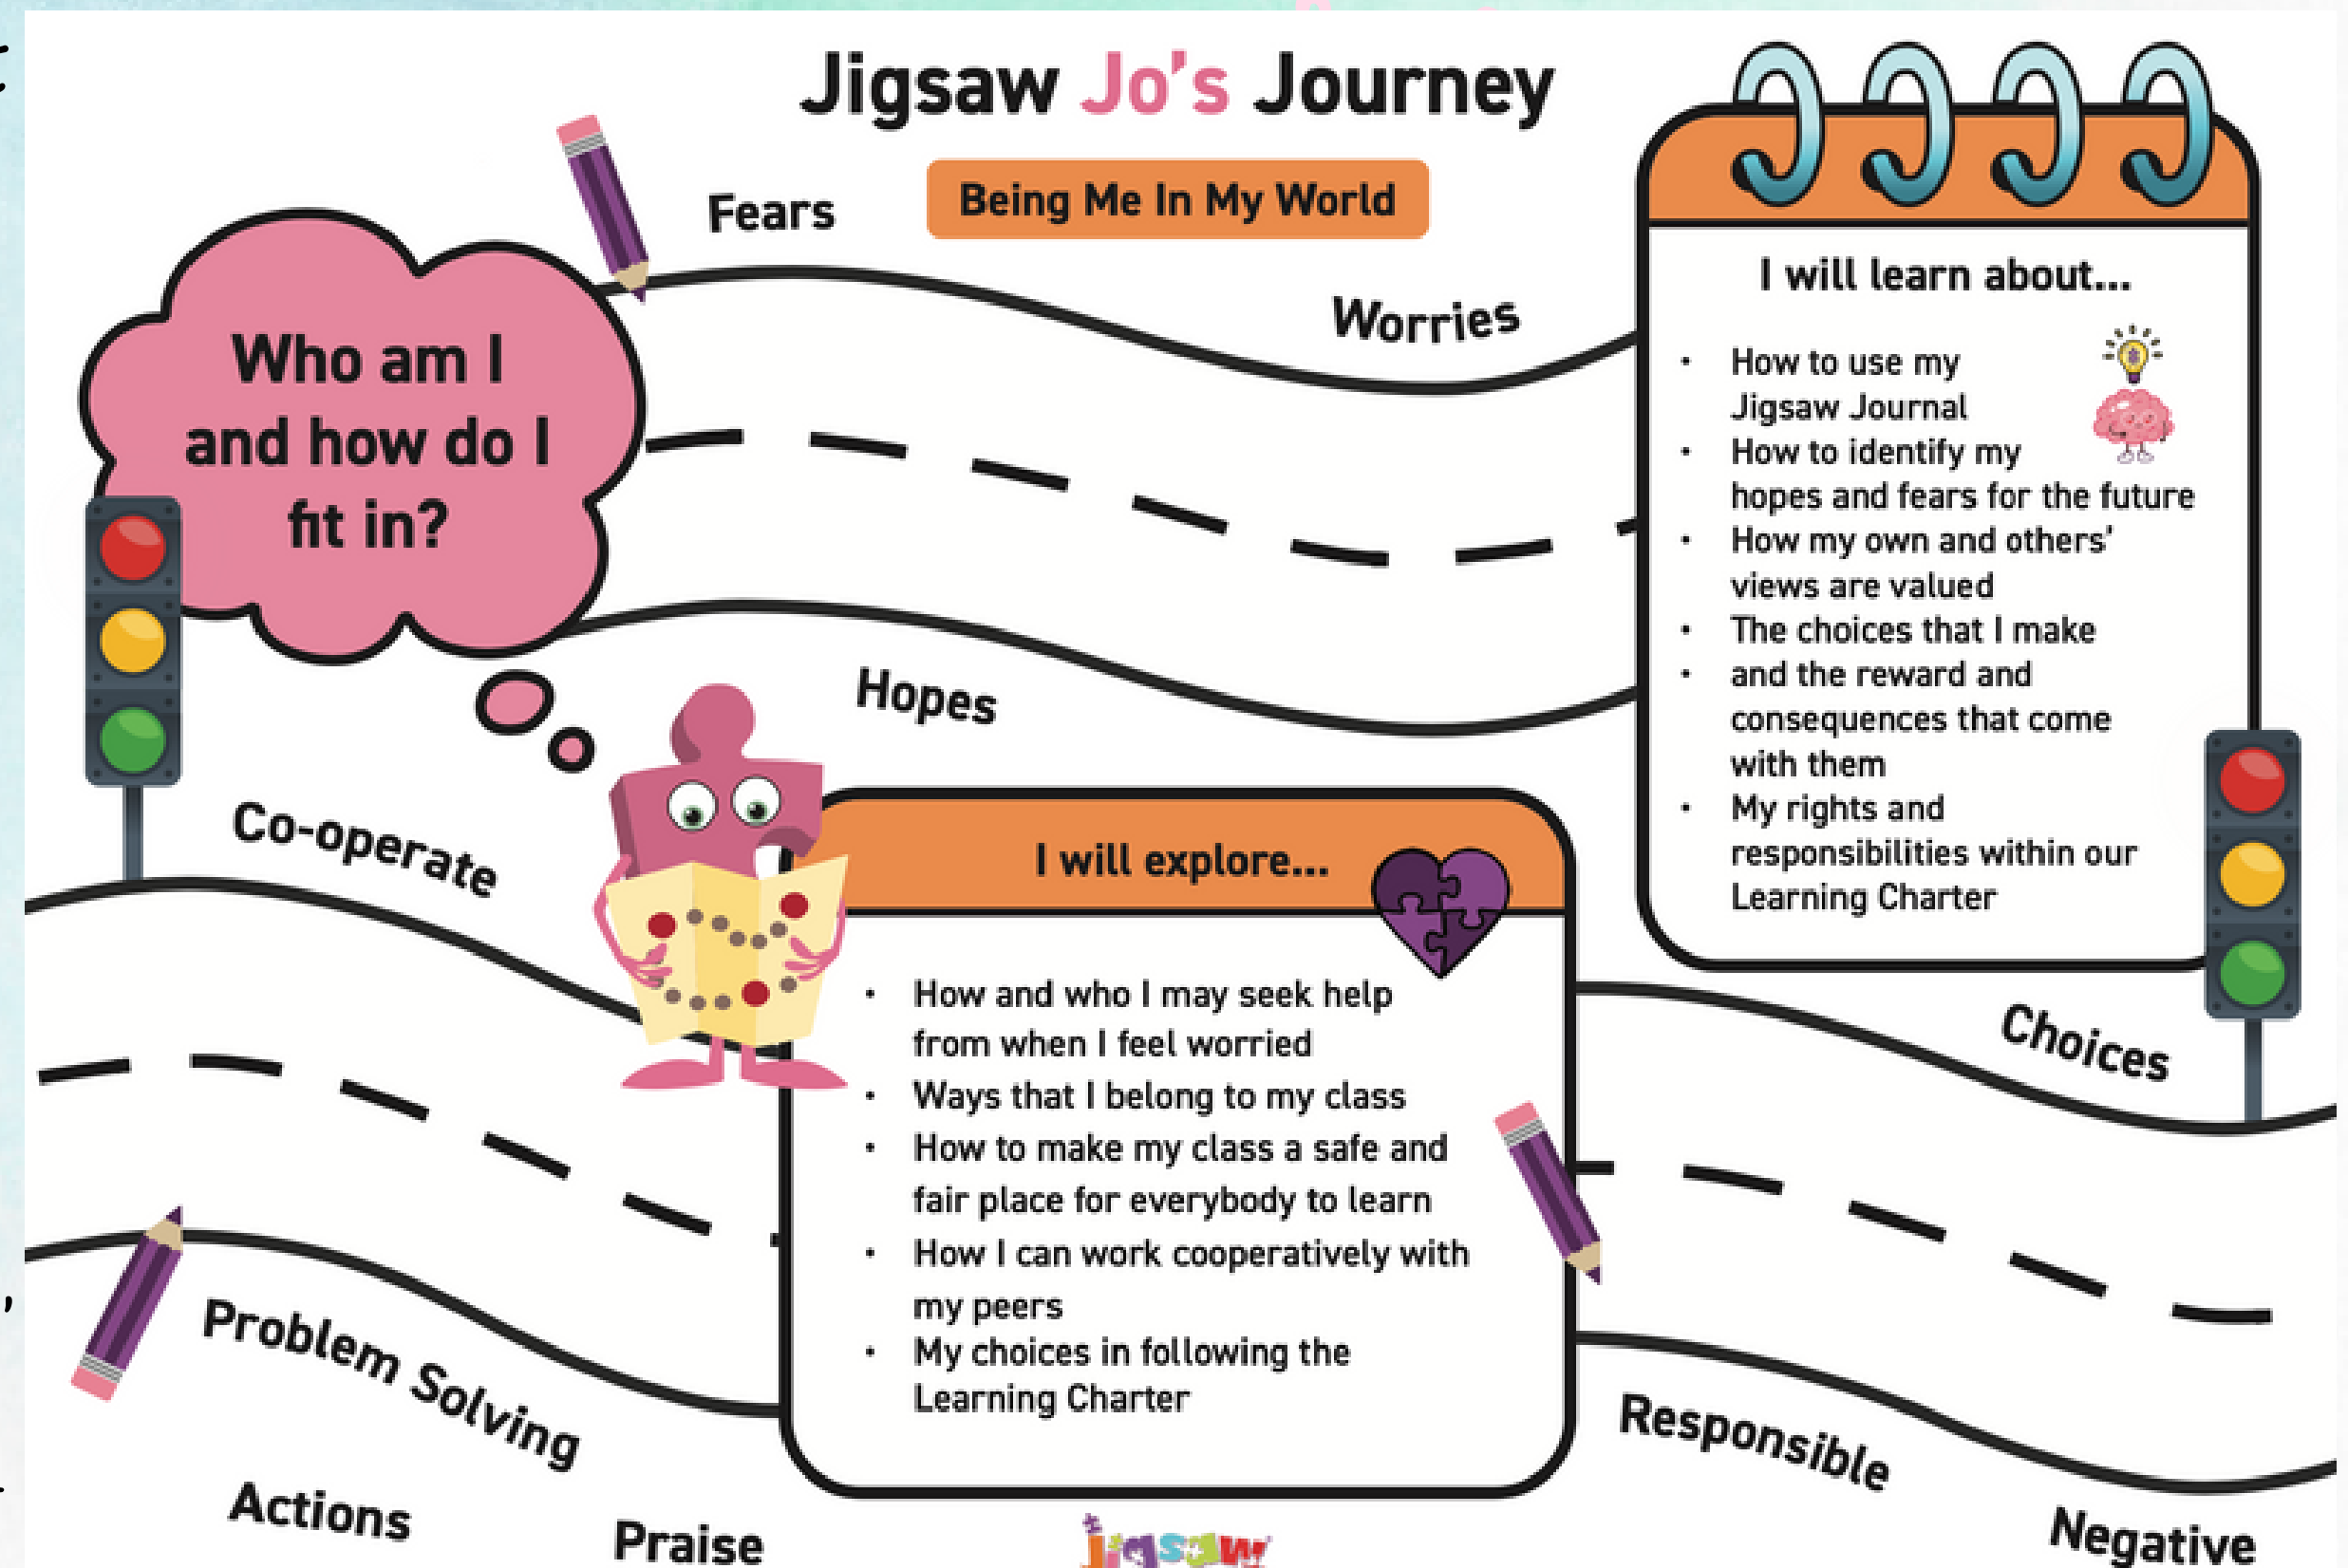 Jigsaw Jo's Journey
Being Me In My World
Fears
Worries
Who am I
and how do I
fit in?
Hopes
I will learn about...
• How to use my
Jigsaw Journal
• How to identify my
hopes and fears for the future
• How my own and others'
views are valued
• The choices that I make
• and the reward and
consequences that come
with them
• My rights and
responsibilities within our
Learning Charter
Co-operate
I will explore...
• How and who I may seek help
from when I feel worried
• Ways that I belong to my class
• How to make my class a safe and
fair place for everybody to learn
• How I can work cooperatively with
my peers
• My choices in following the
Learning Charter
Choices
Problem Solving
Responsible
Actions
Praise
jigsaw
Negative